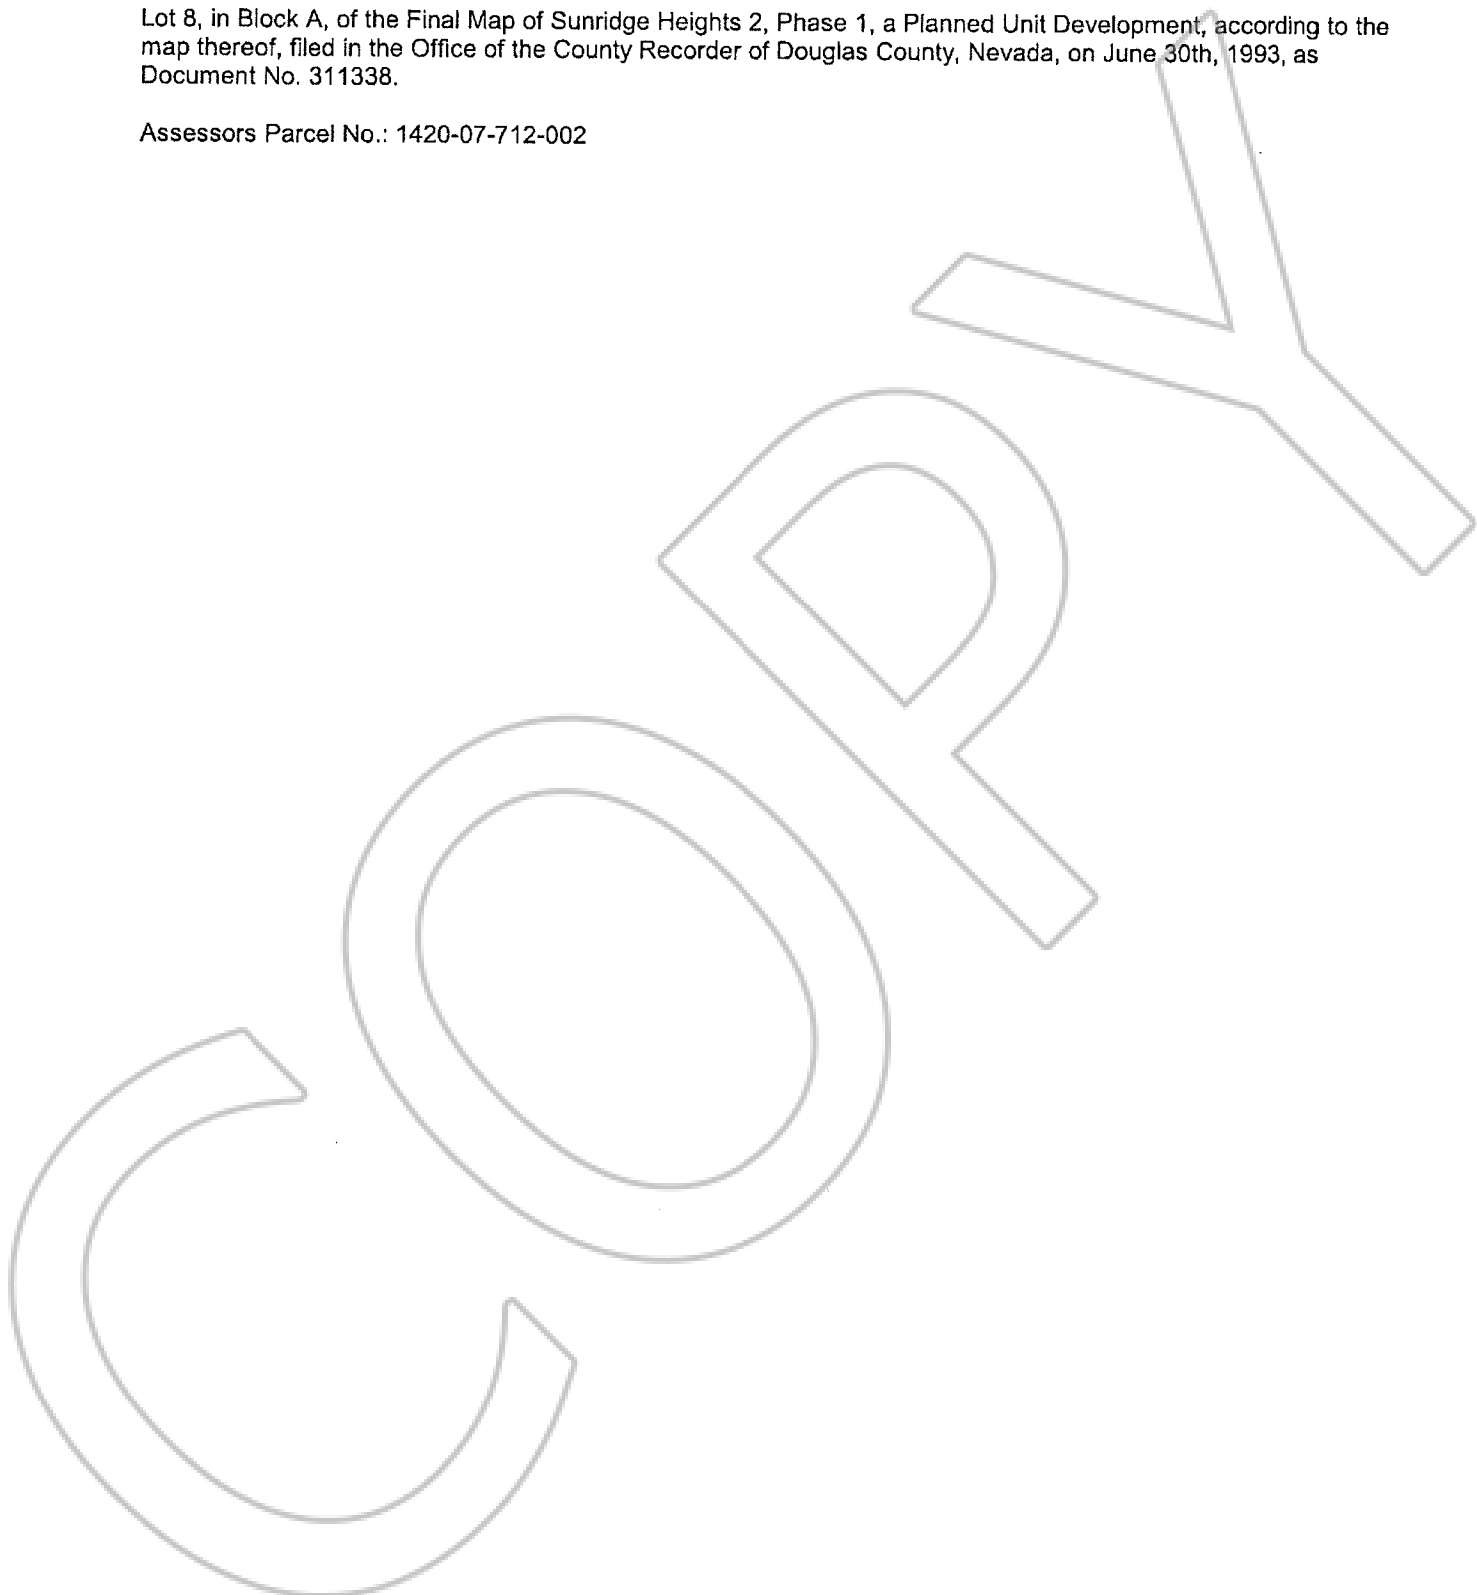 Lot 8, in Block A, of the Final Map of Sunridge Heights 2, Phase 1, a Planned Unit Development, according to the
map thereof, filed in the Office of the County Recorder of Douglas County, Nevada, on June 30th, 1993, as
Document No. 311338.
Assessors Parcel No.: 1420-07-712-002
COPY